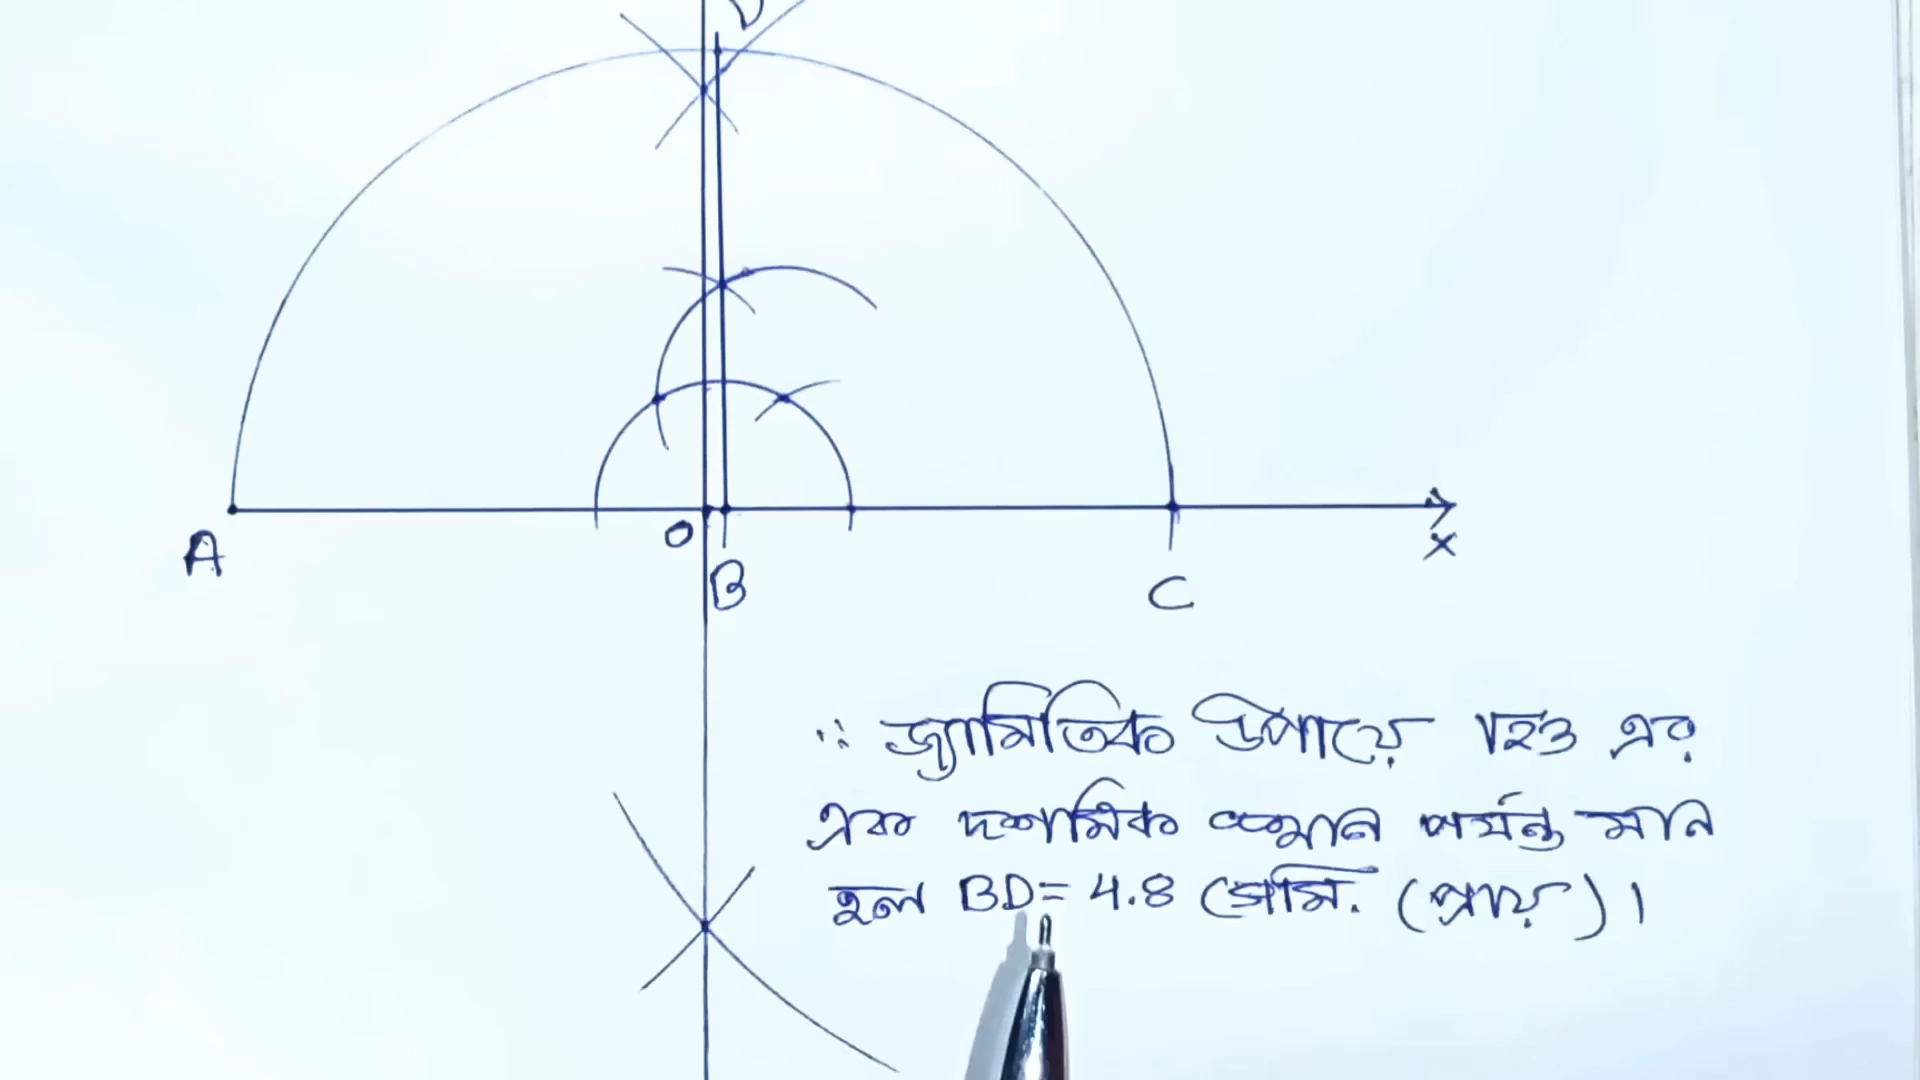 D
A
O
B
C
x
∴ জ্যামিতিক উপায়ে √২৩ এর
এক দশমিক স্থান পর্যন্ত মান
হল BD = 4.8 সেমি. (প্রায়)।